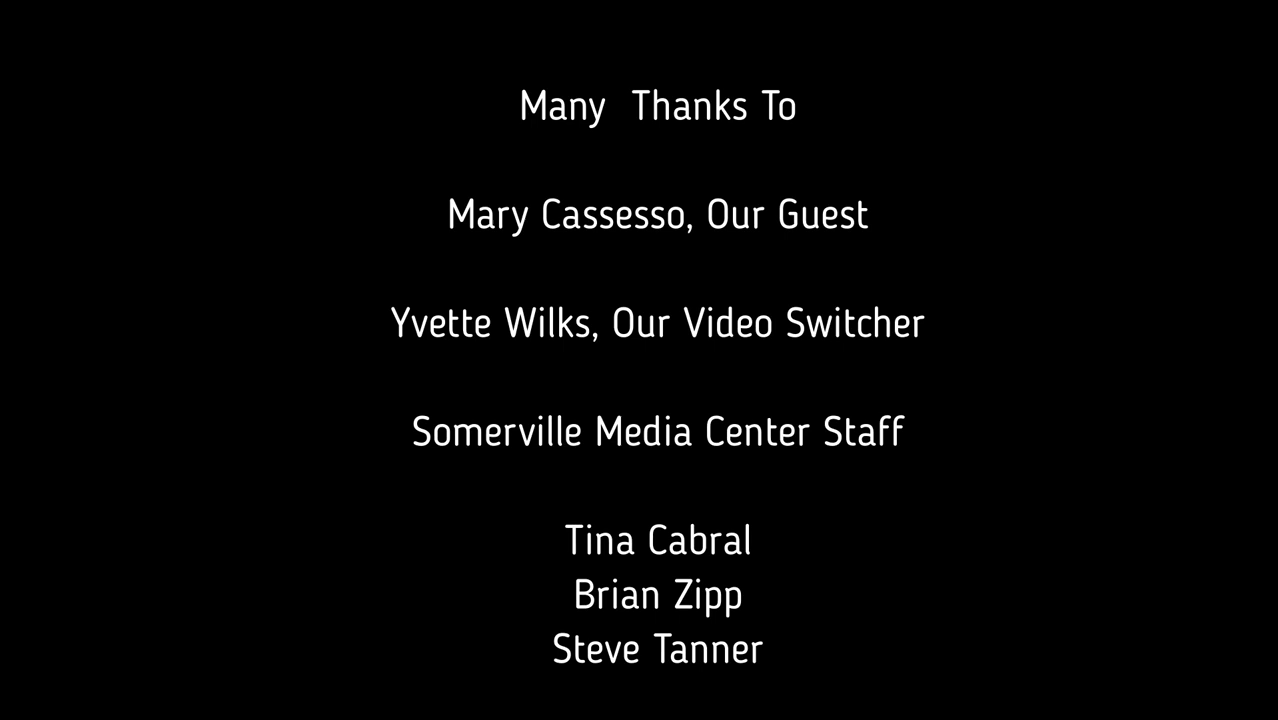 Many  Thanks To
Mary Cassesso, Our Guest
Yvette Wilks, Our Video Switcher
Somerville Media Center Staff
Tina Cabral
Brian Zipp
Steve Tanner